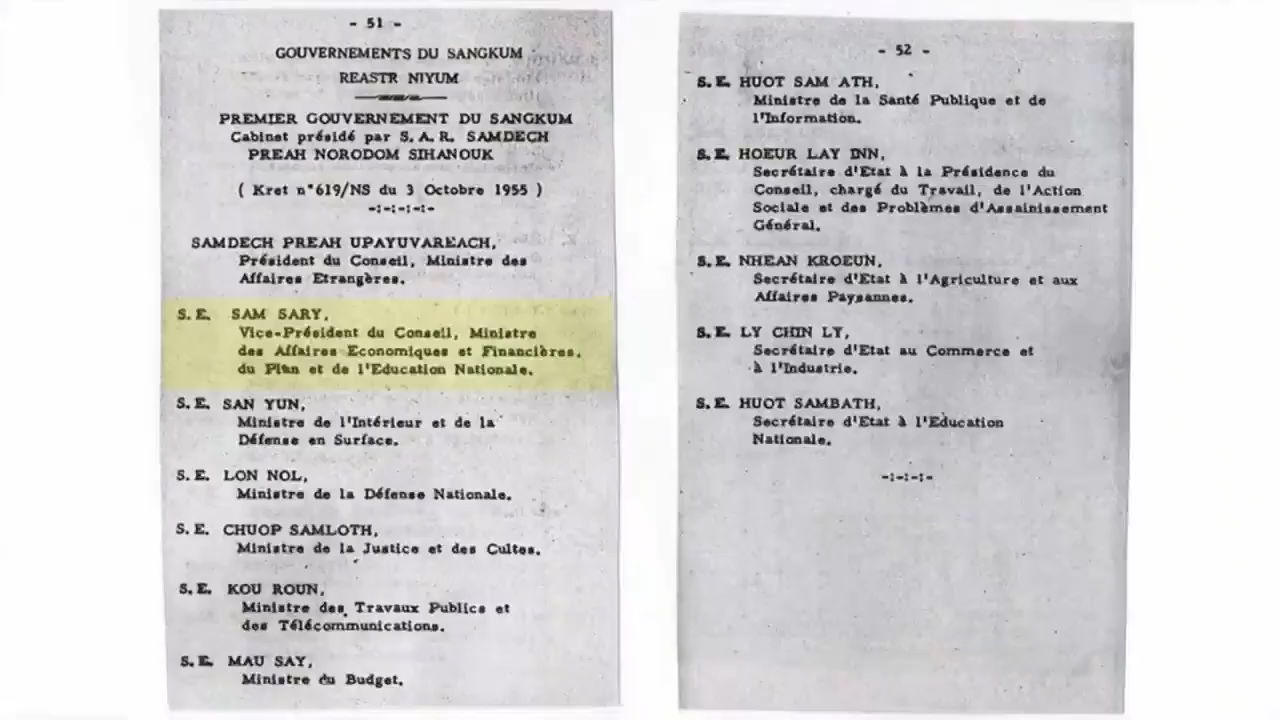 - 51 -
GOUVERNEMENTS DU SANGKUM
REASTR NIYUM
PREMIER GOUVERNEMENT DU SANGKUM
Cabinet présidé par S.A.R. SAMDECH
PREAH NORODOM SIHANOUK
( Kret n°619/NS du 3 Octobre 1955 )
-:-:-:-:-
SAMDECH PREAH UPAYUVAREACH,
Président du Conseil, Ministre des
Affaires Etrangères.
S.E. SAM SARY,
Vice-Président du Conseil, Ministre
des Affaires Economiques et Financières,
du Plan et de l'Education Nationale.
S.E. SAN YUN,
Ministre de l'Intérieur et de la
Défense en Surface.
S.E. LON NOL,
Ministre de la Défense Nationale.
S.E. CHUOP SAMLOTH,
Ministre de la Justice et des Cultes.
S.E. KOU ROUN,
Ministre des Travaux Publics et
des Télécommunications.
S.E. MAU SAY,
Ministre du Budget.
- 52 -
S.E. HUOT SAM ATH,
Ministre de la Santé Publique et de
l'Information.
S.E. HOEUR LAY INN,
Secrétaire d'Etat à la Présidence du
Conseil, chargé du Travail, de l'Action
Sociale et des Problèmes d'Assainissement
Général.
S.E. NHEAN KROEUN,
Secrétaire d'Etat à l'Agriculture et aux
Affaires Paysannes.
S.E. LY CHIN LY,
Secrétaire d'Etat au Commerce et
à l'Industrie.
S.E. HUOT SAMBATH,
Secrétaire d'Etat à l'Education
Nationale.
-:-:-:-